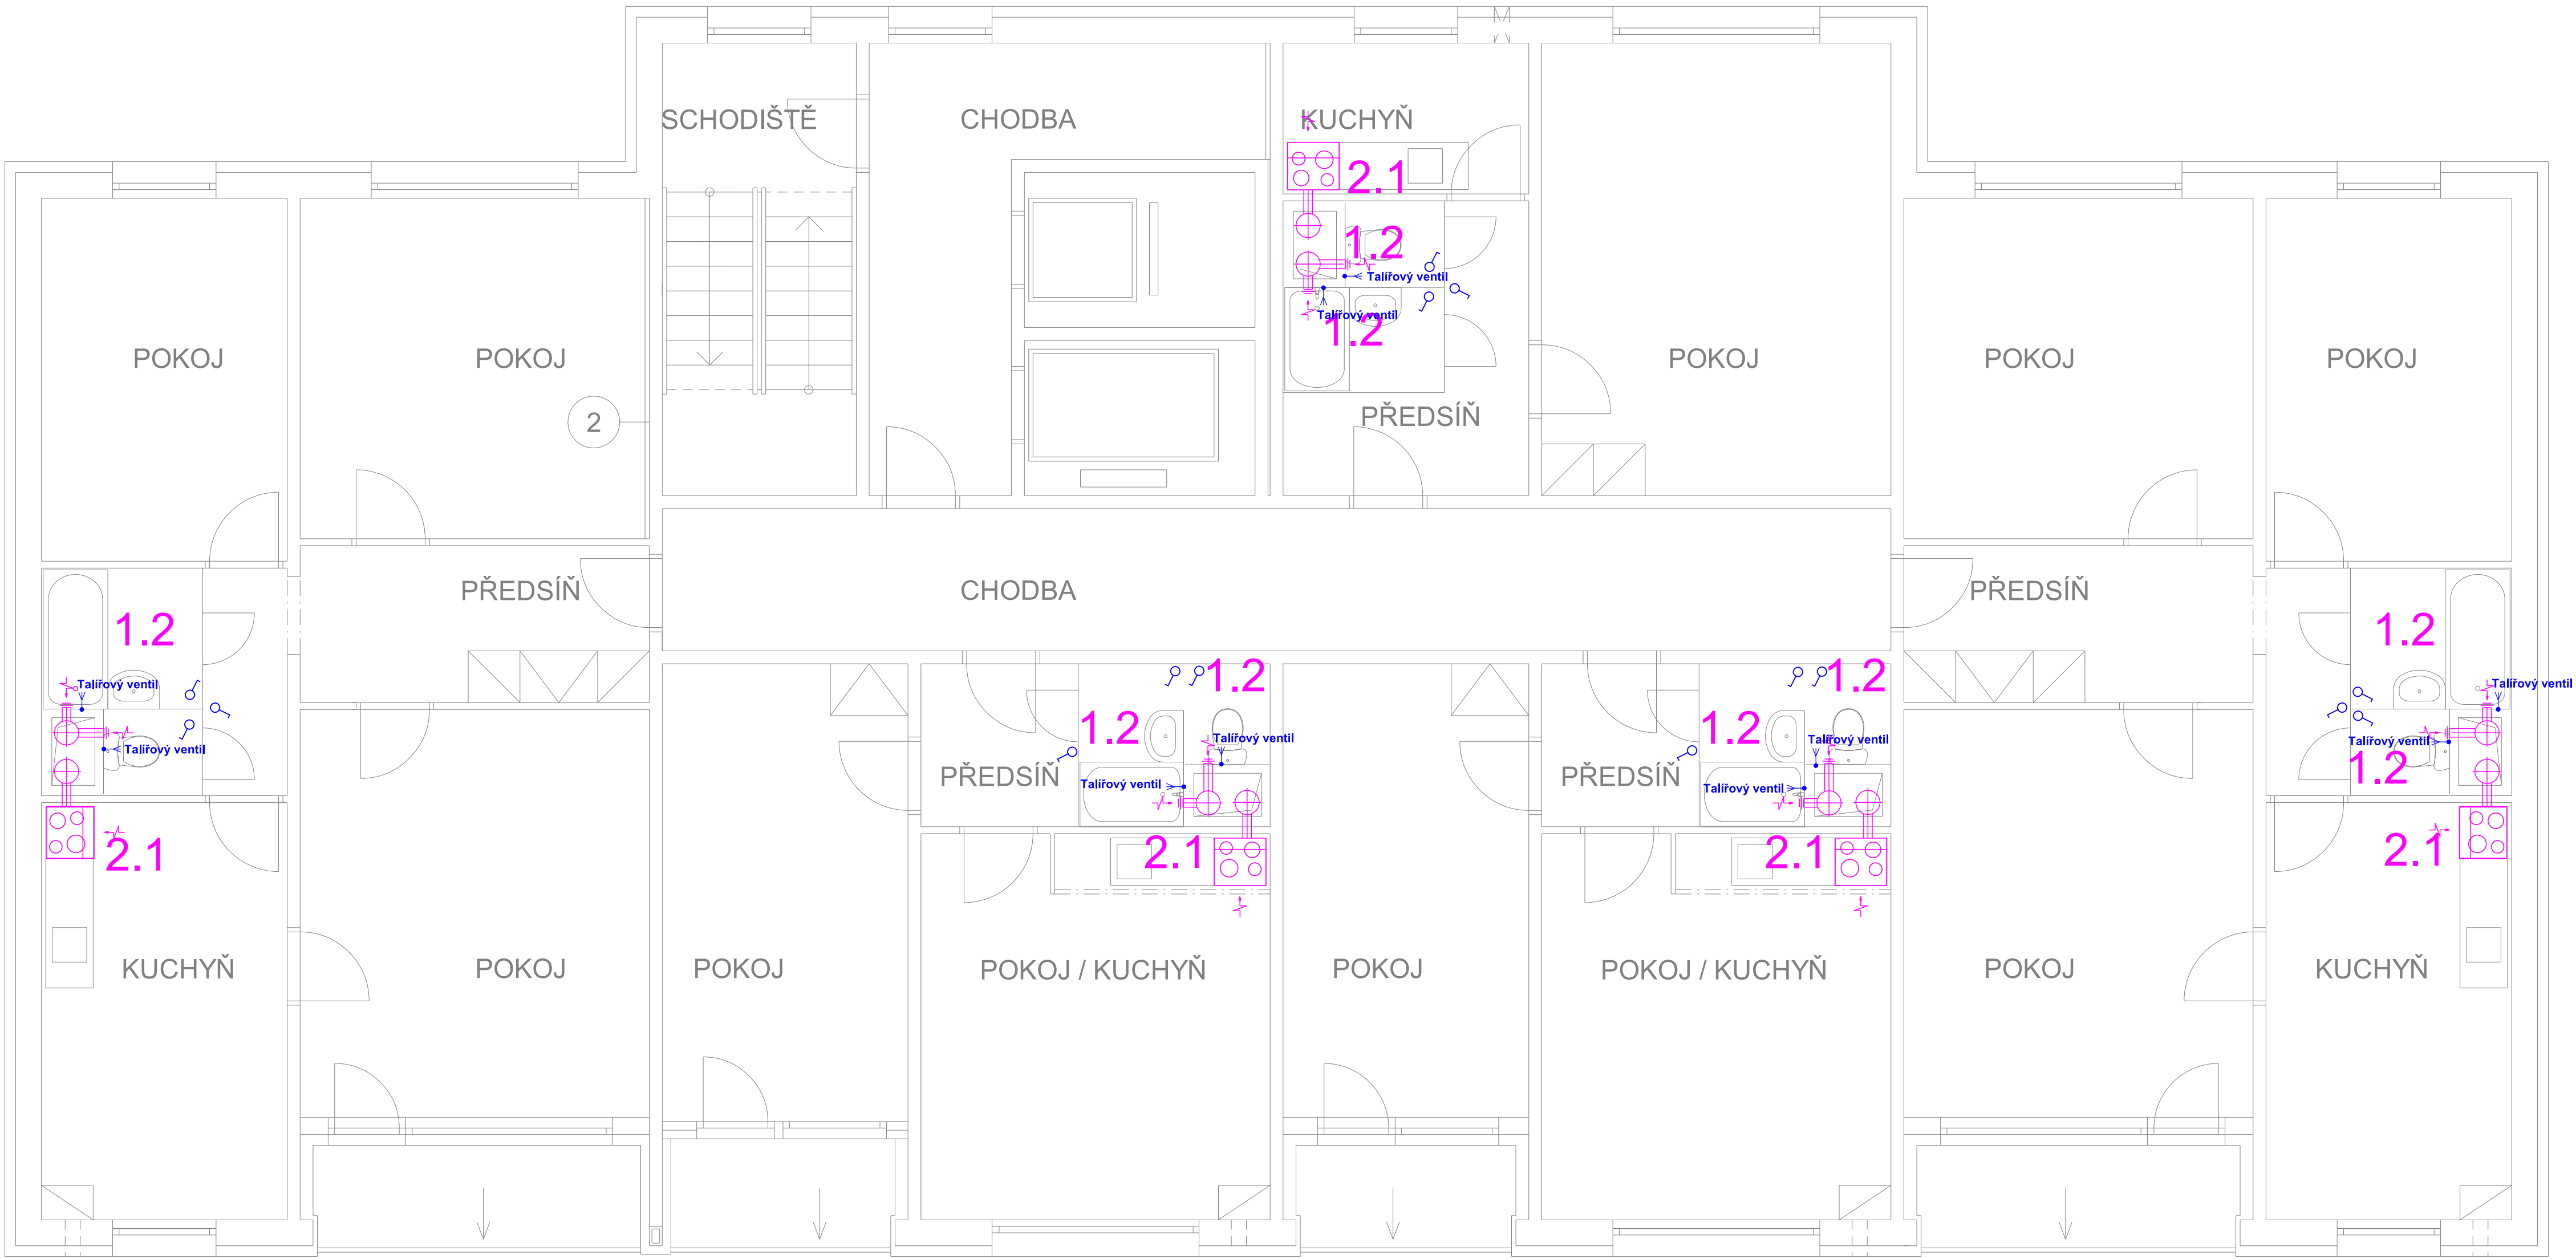 SCHODIŠTĚ
CHODBA
KUCHYŇ
2.1
1.2
Talířový ventil
Talířový ventil
1.2
POKOJ
POKOJ
POKOJ
POKOJ
POKOJ
2
PŘEDSÍŇ
PŘEDSÍŇ
CHODBA
PŘEDSÍŇ
1.2
1.2
Talířový ventil
Talířový ventil
1.2
1.2
Talířový ventil
1.2
1.2
Talířový ventil
Talířový ventil
Talířový ventil
1.2
PŘEDSÍŇ
Talířový ventil
PŘEDSÍŇ
Talířový ventil
2.1
2.1
2.1
2.1
KUCHYŇ
POKOJ
POKOJ
POKOJ / KUCHYŇ
POKOJ
POKOJ / KUCHYŇ
POKOJ
KUCHYŇ